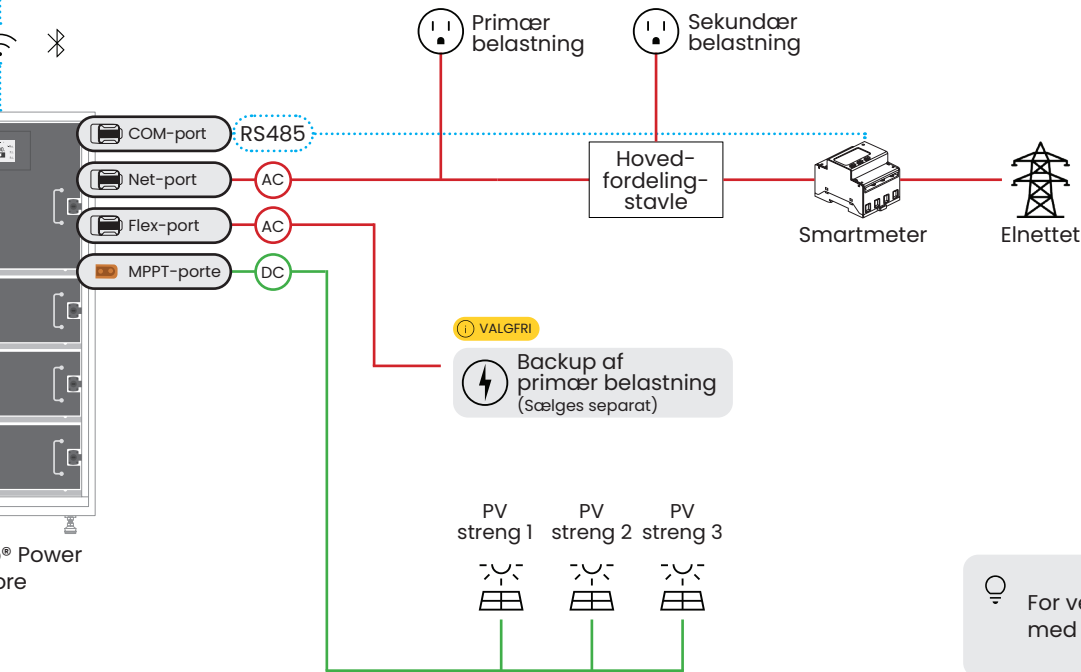 Primær
belastning
Sekundær
belastning
COM-port
RS485
Net-port
AC
Flex-port
AC
MPPT-porte
DC
Hoved-
fordeling-
stavle
Smartmeter
Elnettet
VALGFRI
Backup af
primær belastning
(Sælges separat)
PV
streng 1
PV
streng 2
PV
streng 3
® Power
ore
For ve
med